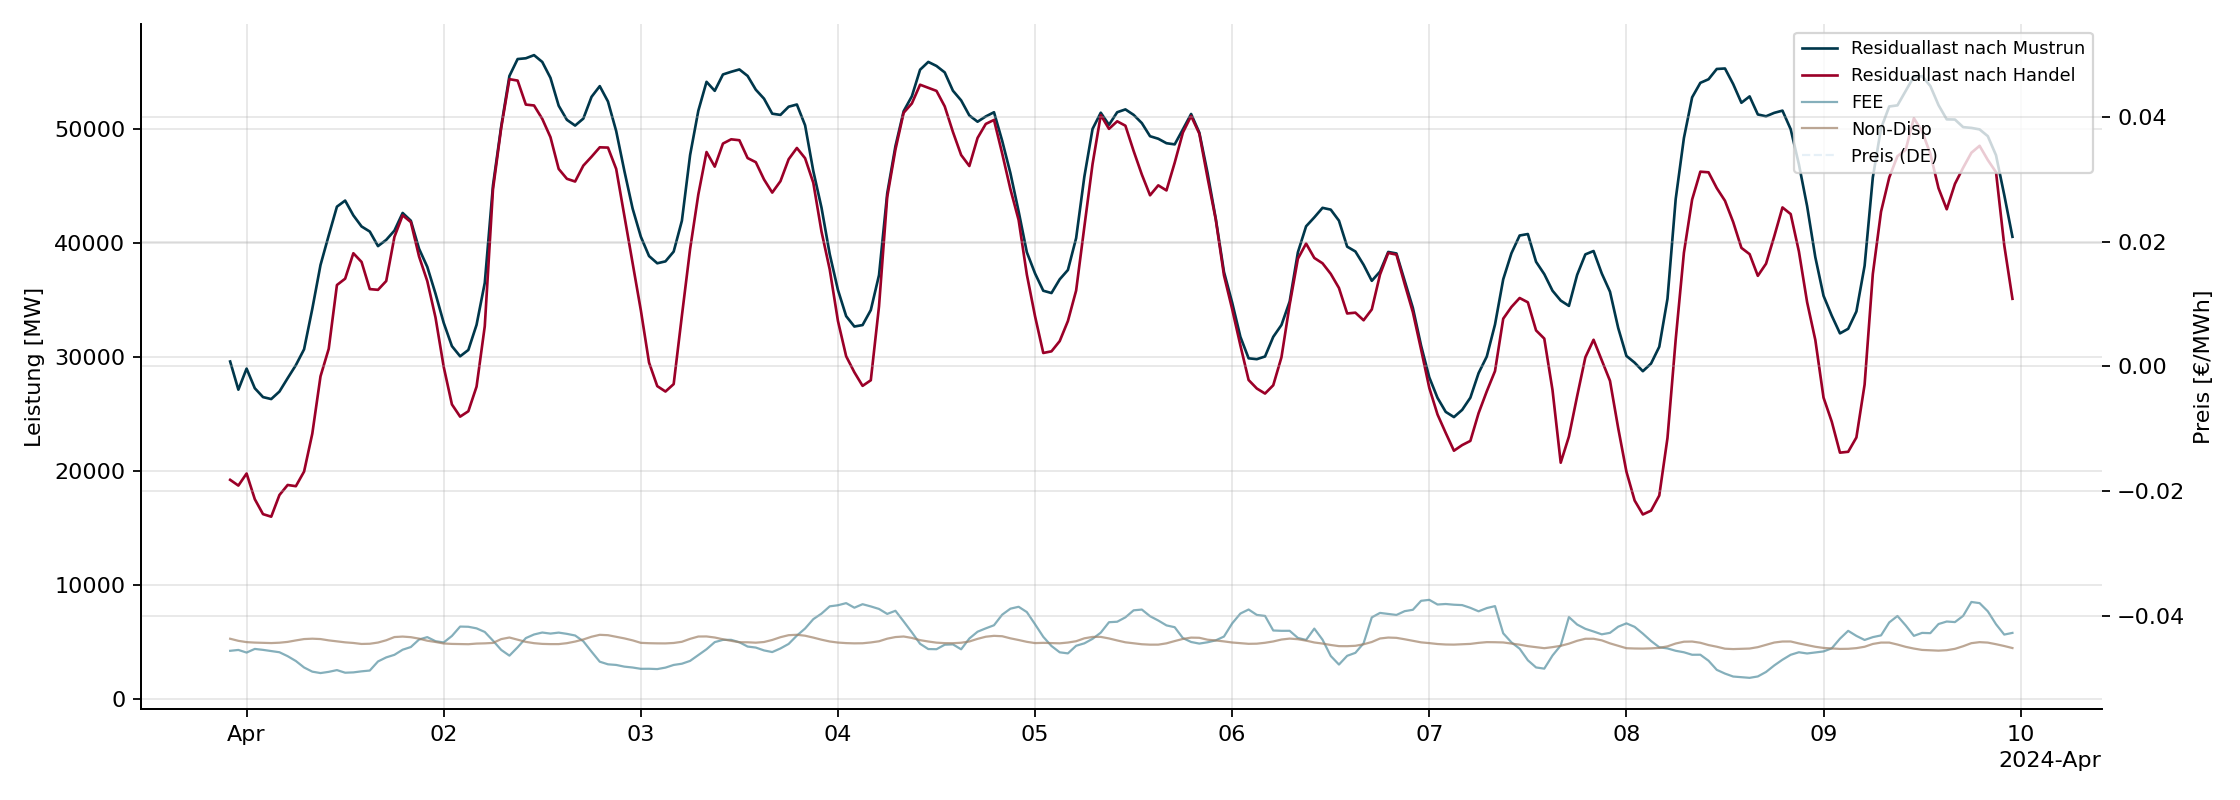 Residuallast nach Mustrun
Residuallast nach Handel
FEE
Non-Disp
Preis (DE)
Leistung [MW]
50000
40000
30000
20000
10000
0
0.04
0.02
0.00
−0.02
−0.04
Preis [€/MWh]
Apr 02 03 04 05 06 07 08 09 10
2024-Apr